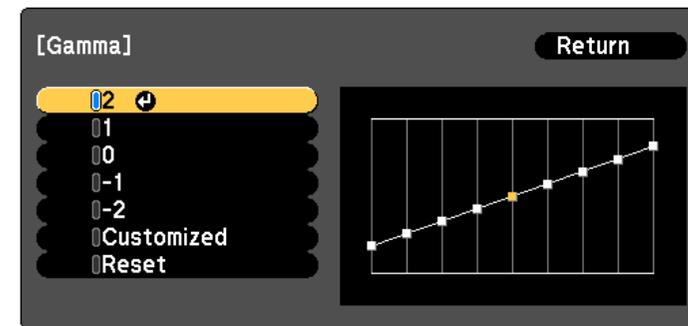 [Gamma]
Return
2
1
0
-1
-2
Customized
Reset